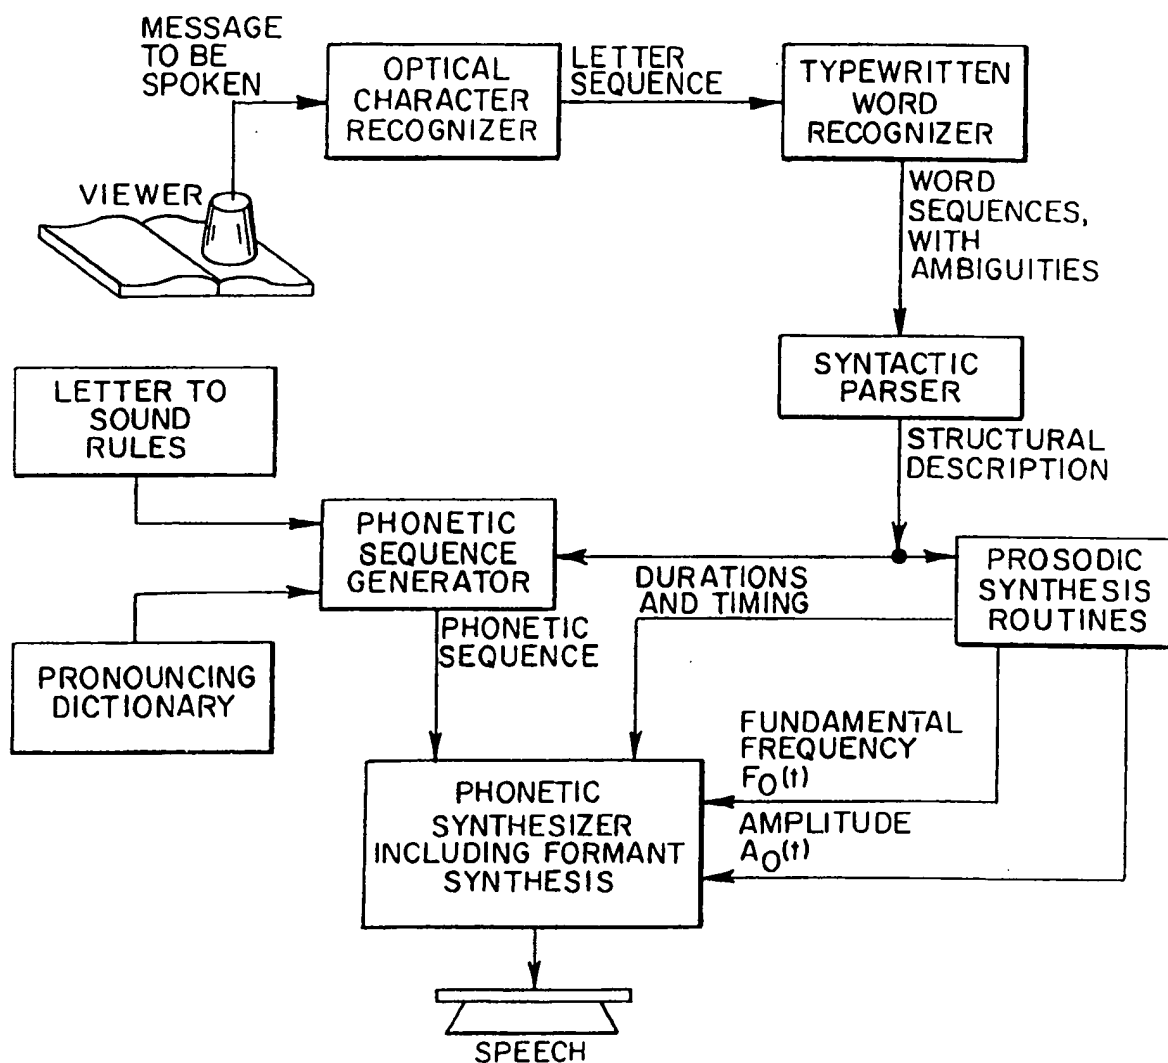 MESSAGE
TO BE
SPOKEN
OPTICAL
CHARACTER
RECOGNIZER
LETTER
SEQUENCE
TYPEWRITTEN
WORD
RECOGNIZER
VIEWER
WORD
SEQUENCES,
WITH
AMBIGUITIES
SYNTACTIC
PARSER
LETTER TO
SOUND
RULES
STRUCTURAL
DESCRIPTION
PHONETIC
SEQUENCE
GENERATOR
DURATIONS
AND TIMING
PROSODIC
SYNTHESIS
ROUTINES
PHONETIC
SEQUENCE
PRONOUNCING
DICTIONARY
FUNDAMENTAL
FREQUENCY
FO(t)
AMPLITUDE
AO(t)
PHONETIC
SYNTHESIZER
INCLUDING FORMANT
SYNTHESIS
SPEECH